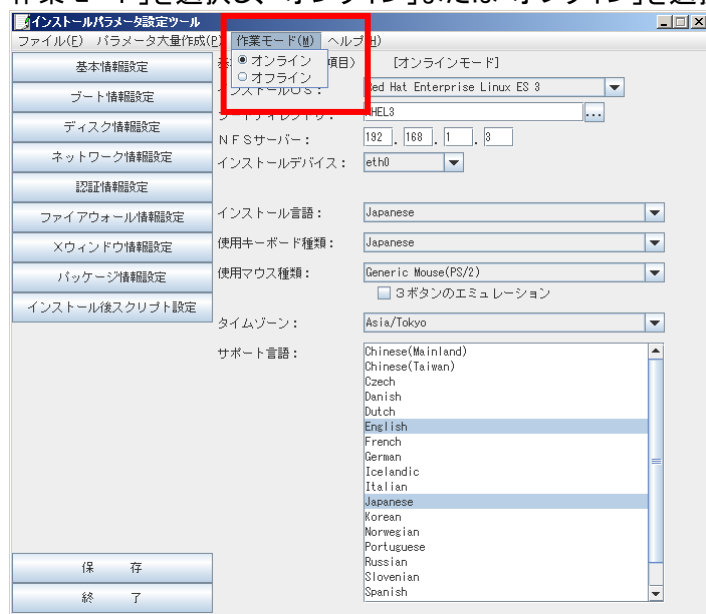 作業モード」を選択し、「オンライン」または「オフライン」を選択
インストールパラメータ設定ツール
ファイル(F) パラメータ大量作成(P) 作業モード(M) ヘルプ(H)
オンライン
オフライン
項目) [オンラインモード]
基本情報設定
ブート情報設定
ディスク情報設定
ネットワーク情報設定
認証情報設定
ファイアウォール情報設定
Xウィンドウ情報設定
パッケージ情報設定
インストール後スクリプト設定
保 存
終 了
インストールOS: Red Hat Enterprise Linux ES 3
ブートディレクトリ: RHEL3 ...
NFSサーバー: 192 . 168 . 1 . 3
インストールデバイス: eth0
インストール言語: Japanese
使用キーボード種類: Japanese
使用マウス種類: Generic Mouse(PS/2)
3ボタンのエミュレーション
タイムゾーン: Asia/Tokyo
サポート言語:
Chinese(Mainland)
Chinese(Taiwan)
Czech
Danish
Dutch
English
French
German
Icelandic
Italian
Japanese
Korean
Norwegian
Portuguese
Russian
Slovenian
Spanish